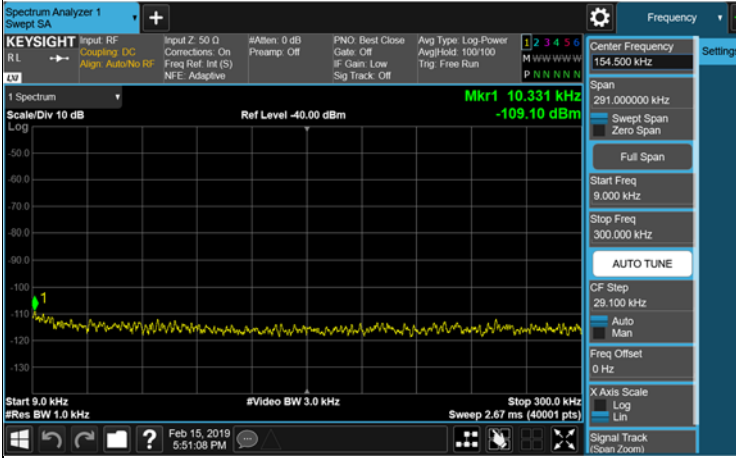 Spectrum Analyzer 1
Swept SA
+
Frequency
KEYSIGHT
RL
LXI
Input: RF
Coupling: DC
Align: Auto/No RF
Input Z: 50 Ω
Corrections: On
Freq Ref: Int (S)
NFE: Adaptive
#Atten: 0 dB
Preamp: Off
PNO: Best Close
Gate: Off
IF Gain: Low
Sig Track: Off
Avg Type: Log-Power
Avg|Hold: 100/100
Trig: Free Run
1 2 3 4 5 6
M W W W W W
P N N N N N
1 Spectrum
Scale/Div 10 dB
Log
Ref Level -40.00 dBm
Mkr1 10.331 kHz
-109.10 dBm
-50.0
-60.0
-70.0
-80.0
-90.0
-100
-110
-120
-130
1
Start 9.0 kHz
#Res BW 1.0 kHz
#Video BW 3.0 kHz
Stop 300.0 kHz
Sweep 2.67 ms (40001 pts)
?
Feb 15, 2019
5:51:08 PM
Center Frequency
154.500 kHz
Settings
Span
291.000000 kHz
Swept Span
Zero Span
Full Span
Start Freq
9.000 kHz
Stop Freq
300.000 kHz
AUTO TUNE
CF Step
29.100 kHz
Auto
Man
Freq Offset
0 Hz
X Axis Scale
Log
Lin
Signal Track
(Span Zoom)